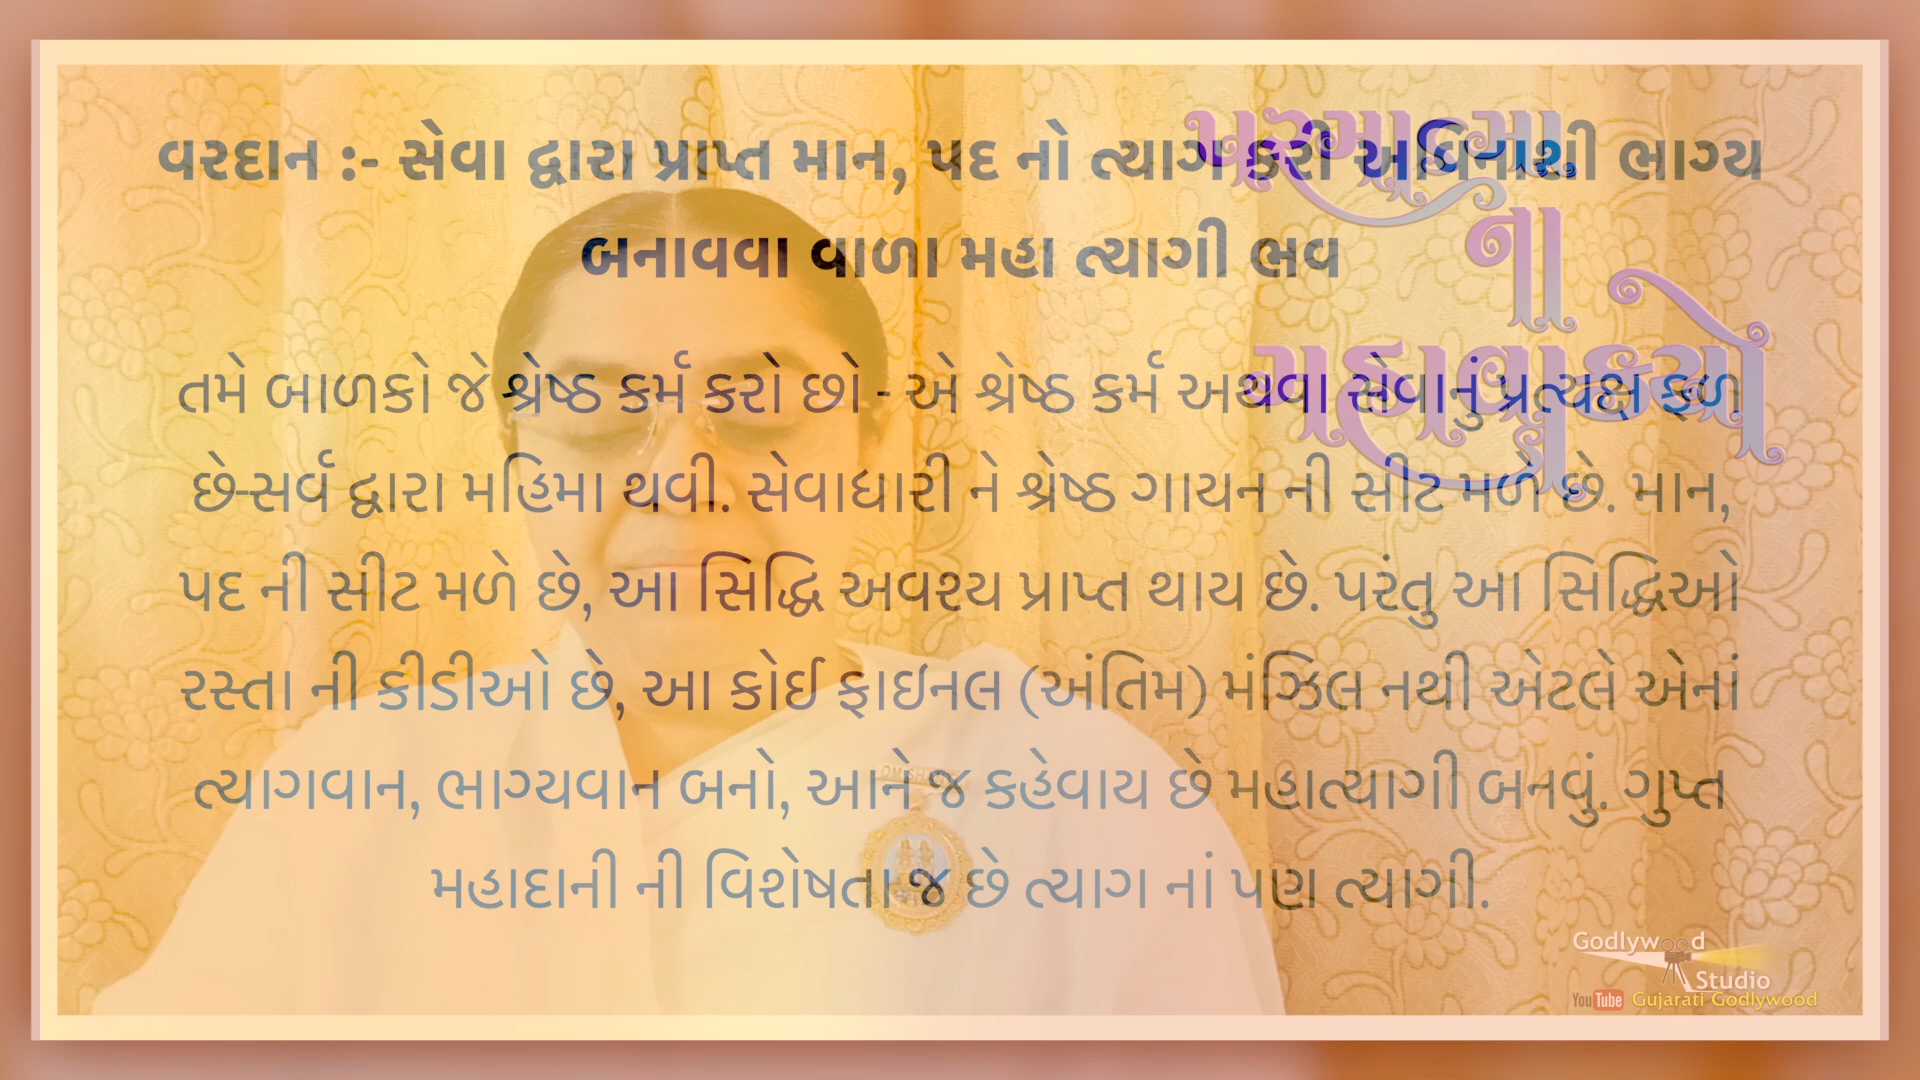 વરદાન :- સેવા દ્વારા પ્રાપ્ત માન, પદ નો ત્યાગ કરી અવિનાશી ભાગ્ય
બનાવવા વાળા મહા ત્યાગી ભવ
પરમાત્મા
ના
મહાવાક્યો
તમે બાળકો જે શ્રેષ્ઠ કર્મ કરો છો - એ શ્રેષ્ઠ કર્મ અથવા સેવાનું પ્રત્યક્ષ ફળ
છે-સર્વ દ્વારા મહિમા થવી. સેવાધારી ને શ્રેષ્ઠ ગાયન ની સીટ મળે છે. માન,
પદ ની સીટ મળે છે, આ સિદ્ધિ અવશ્ય પ્રાપ્ત થાય છે. પરંતુ આ સિદ્ધિઓ
રસ્તા ની કીડીઓ છે, આ કોઈ ફાઇનલ (અંતિમ) મંઝિલ નથી એટલે એનાં
ત્યાગવાન, ભાગ્યવાન બનો, આને જ કહેવાય છે મહાત્યાગી બનવું. ગુપ્ત
મહાદાની ની વિશેષતા જ છે ત્યાગ નાં પણ ત્યાગી.
Godlywood
Studio
YouTube Gujarati Godlywood